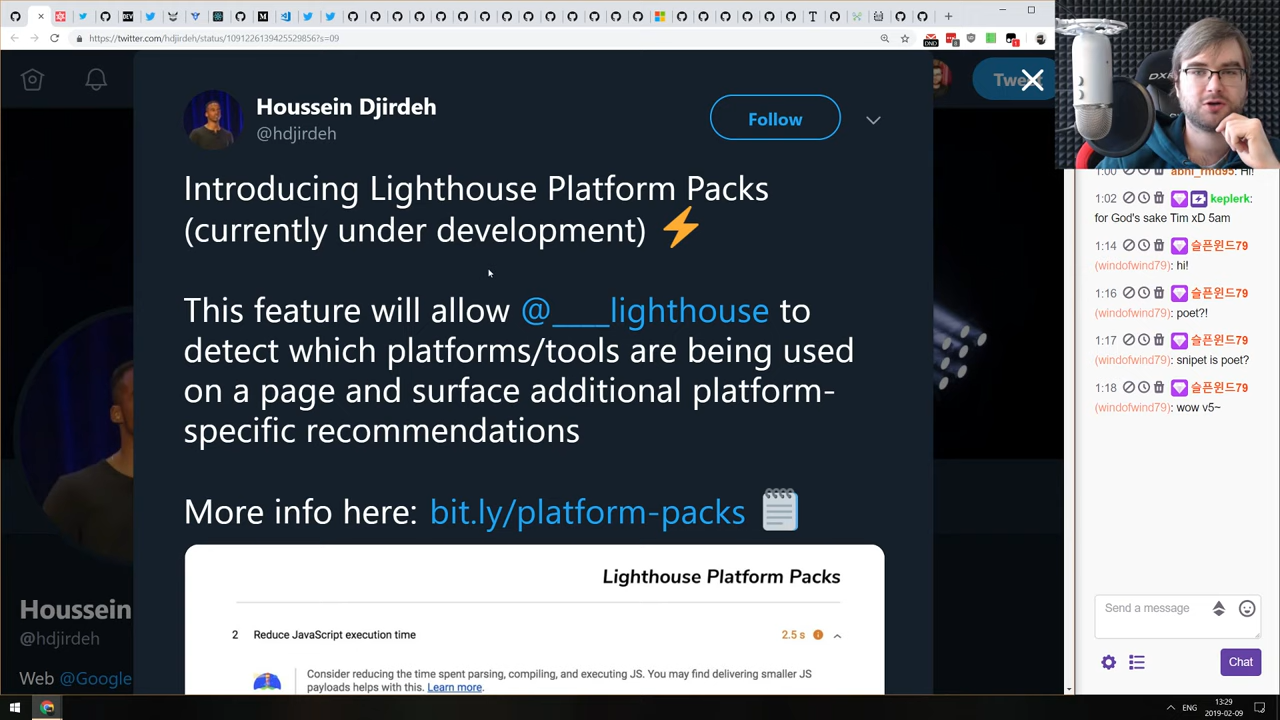 https://twitter.com/hdjirdeh/status/1091226139425529856?s=09
DND
8
1
Houssein Djirdeh
@hdjirdeh
Follow
Tweet
Introducing Lighthouse Platform Packs
(currently under development) ⚡
This feature will allow @____lighthouse to
detect which platforms/tools are being used
on a page and surface additional platform-
specific recommendations
More info here: bit.ly/platform-packs
Lighthouse Platform Packs
2 Reduce JavaScript execution time 2.5 s
Consider reducing the time spent parsing, compiling, and executing JS. You may find delivering smaller JS
payloads helps with this. Learn more.
Houssein
@hdjirdeh
Web @Google
DXR
1:00 abhi_rmd95: Hi!
1:02 keplerk:
for God's sake Tim xD 5am
1:14 슬픈윈드79
(windofwind79): hi!
1:16 슬픈윈드79
(windofwind79): poet?!
1:17 슬픈윈드79
(windofwind79): snipet is poet?
1:18 슬픈윈드79
(windofwind79): wow v5~
Send a message
Chat
ENG
13:29
2019-02-09